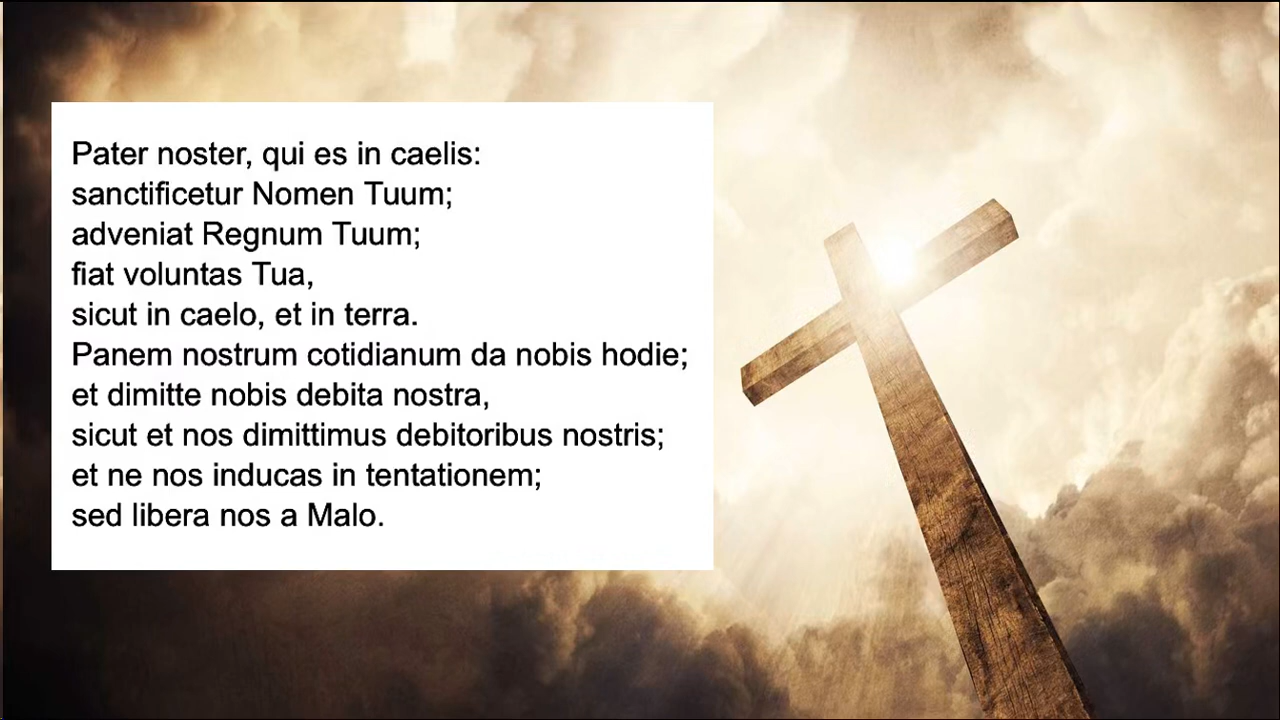 Pater noster, qui es in caelis:
sanctificetur Nomen Tuum;
adveniat Regnum Tuum;
fiat voluntas Tua,
sicut in caelo, et in terra.
Panem nostrum cotidianum da nobis hodie;
et dimitte nobis debita nostra,
sicut et nos dimittimus debitoribus nostris;
et ne nos inducas in tentationem;
sed libera nos a Malo.